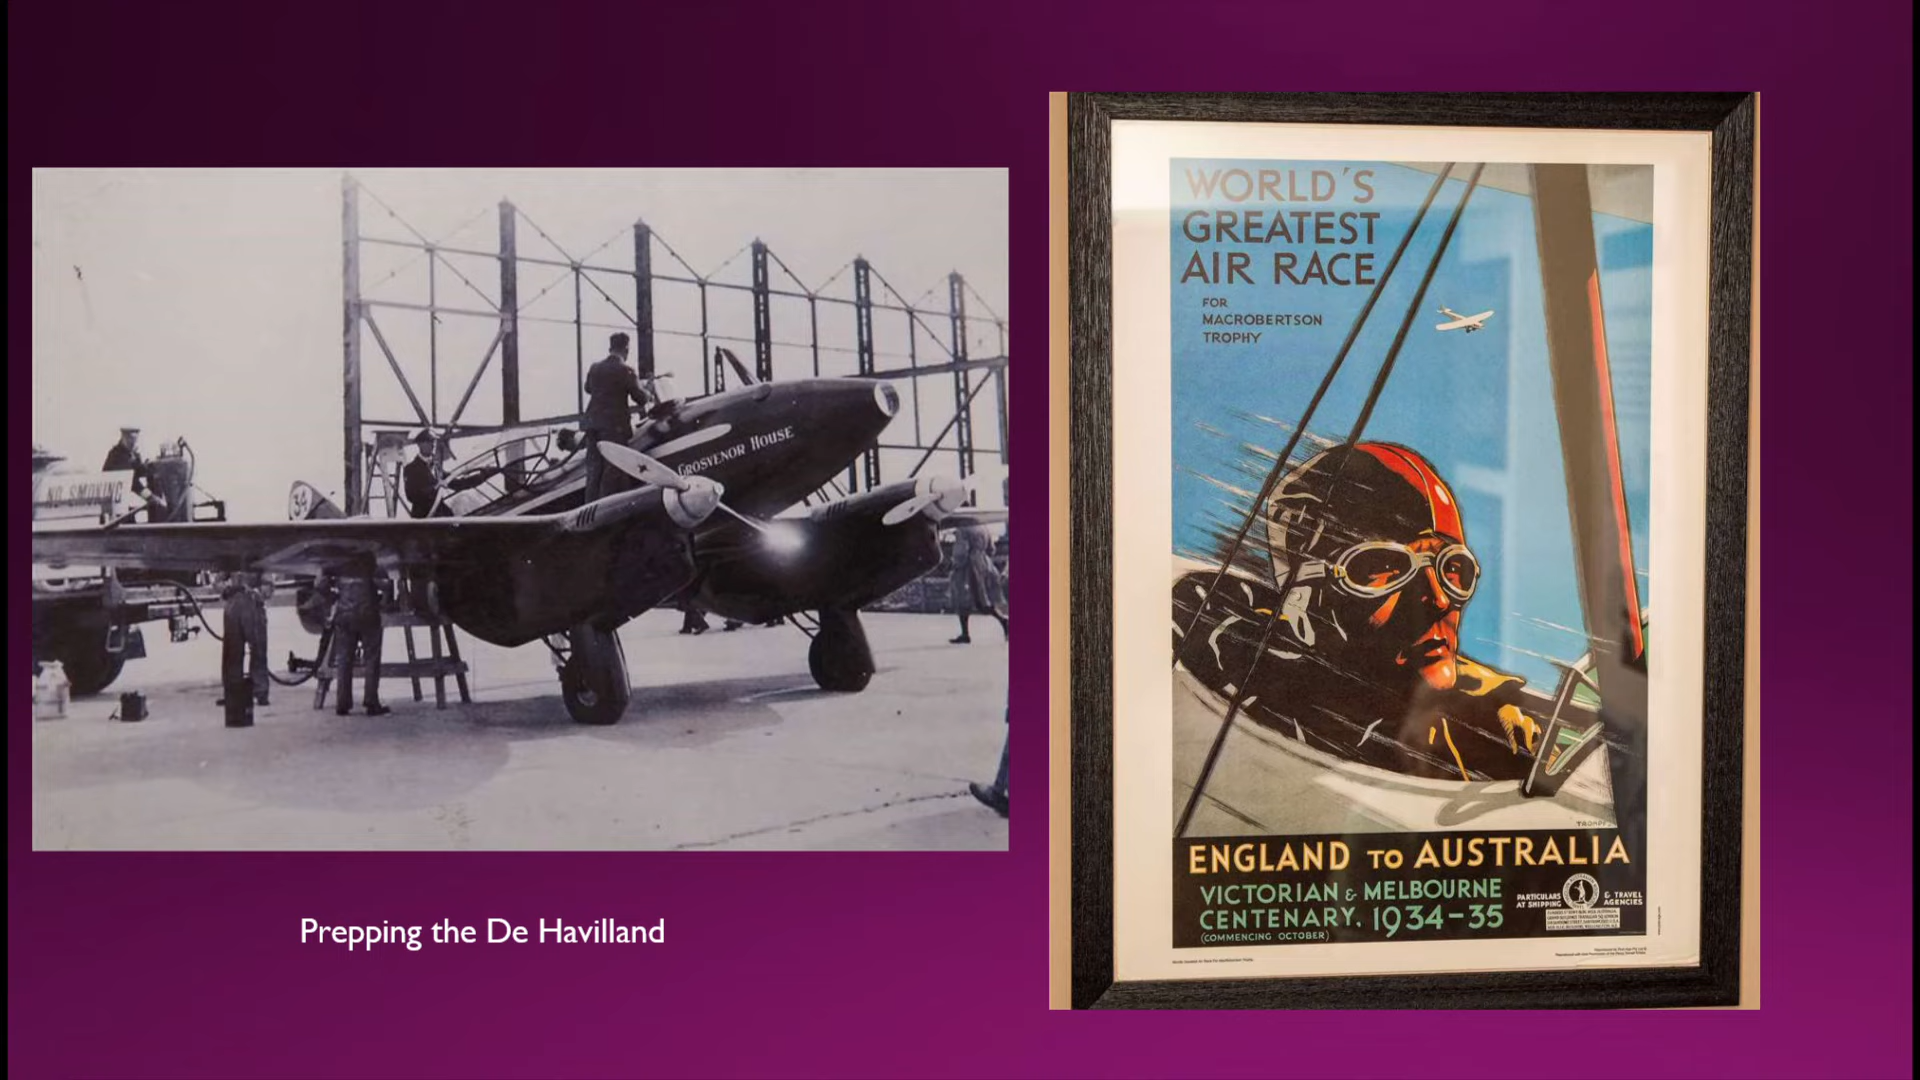 NO SMOKING
34
GROSVENOR HOUSE
Prepping the De Havilland
WORLD'S
GREATEST
AIR RACE
FOR
MACROBERTSON
TROPHY
TROMPF
ENGLAND TO AUSTRALIA
VICTORIAN & MELBOURNE
CENTENARY. 1934-35
(COMMENCING OCTOBER)
PARTICULARS
AT SHIPPING
& TRAVEL
AGENCIES